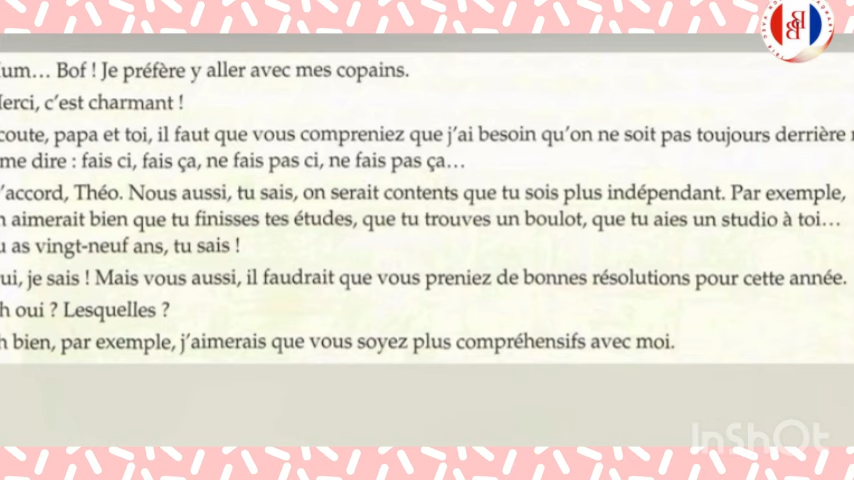 um... Bof ! Je préfère y aller avec mes copains.
erci, c'est charmant !
coute, papa et toi, il faut que vous compreniez que j'ai besoin qu'on ne soit pas toujours derrière
me dire : fais ci, fais ça, ne fais pas ci, ne fais pas ça...
'accord, Théo. Nous aussi, tu sais, on serait contents que tu sois plus indépendant. Par exemple,
n aimerait bien que tu finisses tes études, que tu trouves un boulot, que tu aies un studio à toi...
u as vingt-neuf ans, tu sais !
ui, je sais ! Mais vous aussi, il faudrait que vous preniez de bonnes résolutions pour cette année.
h oui ? Lesquelles ?
h bien, par exemple, j'aimerais que vous soyez plus compréhensifs avec moi.
InShOt